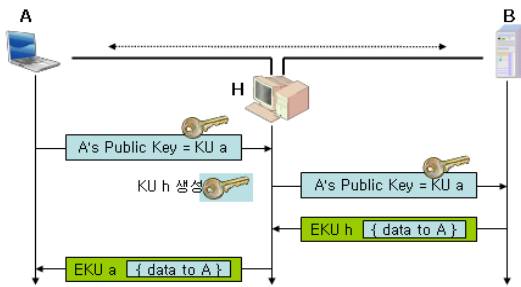 A
B
H
A's Public Key = KU a
KU h 생성
A's Public Key = KU a
EKU h { data to A }
EKU a { data to A }